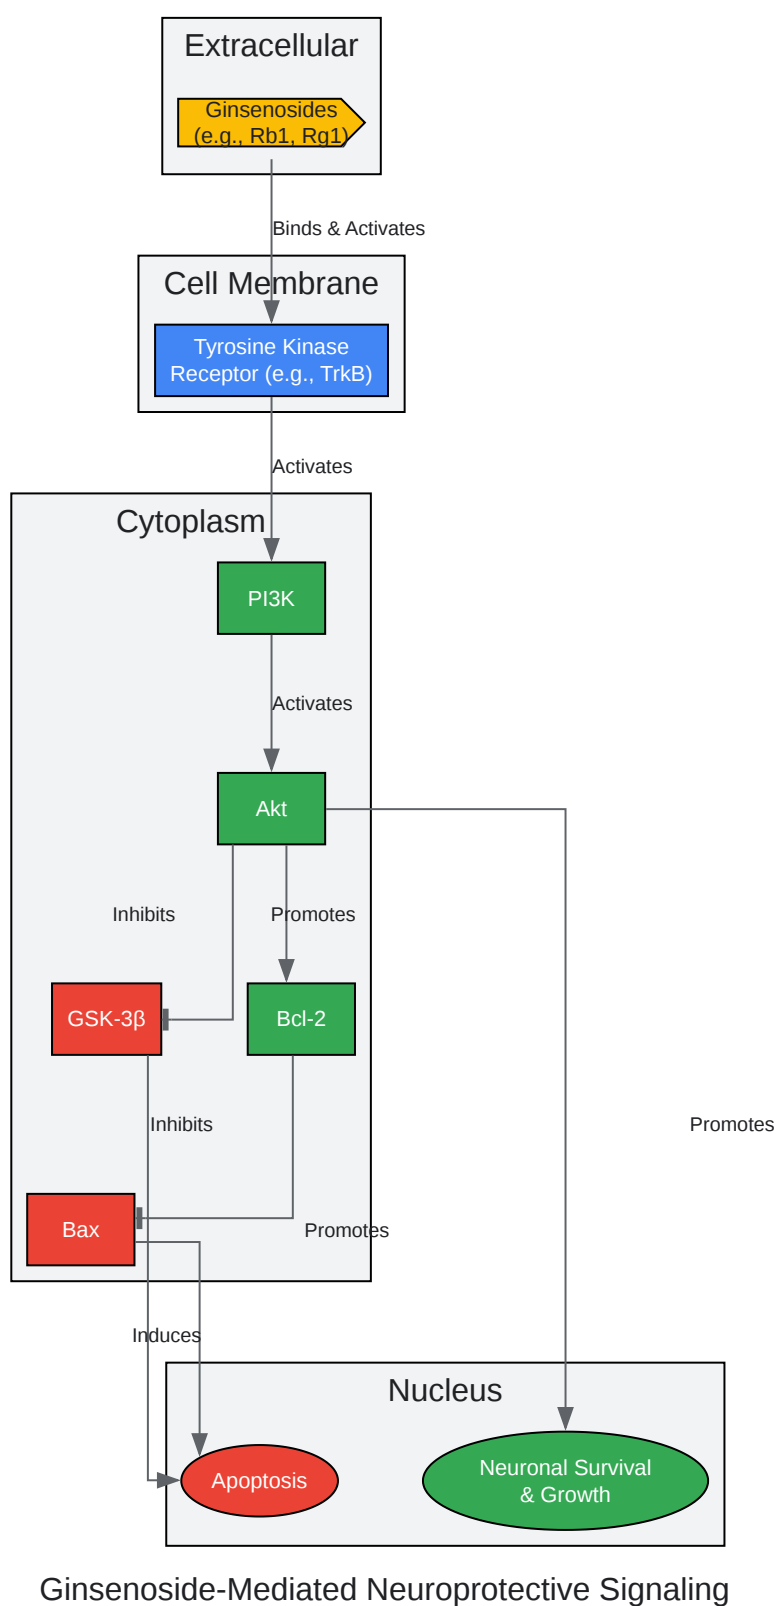 Extracellular
Ginsenosides
(e.g., Rb1, Rg1)
Binds & Activates
Cell Membrane
Tyrosine Kinase
Receptor (e.g., TrkB)
Activates
Cytoplasm
PI3K
Activates
Akt
Inhibits
Promotes
GSK-3β
Bcl-2
Inhibits
Promotes
Bax
Promotes
Induces
Nucleus
Apoptosis
Neuronal Survival
& Growth
Ginsenoside-Mediated Neuroprotective Signaling